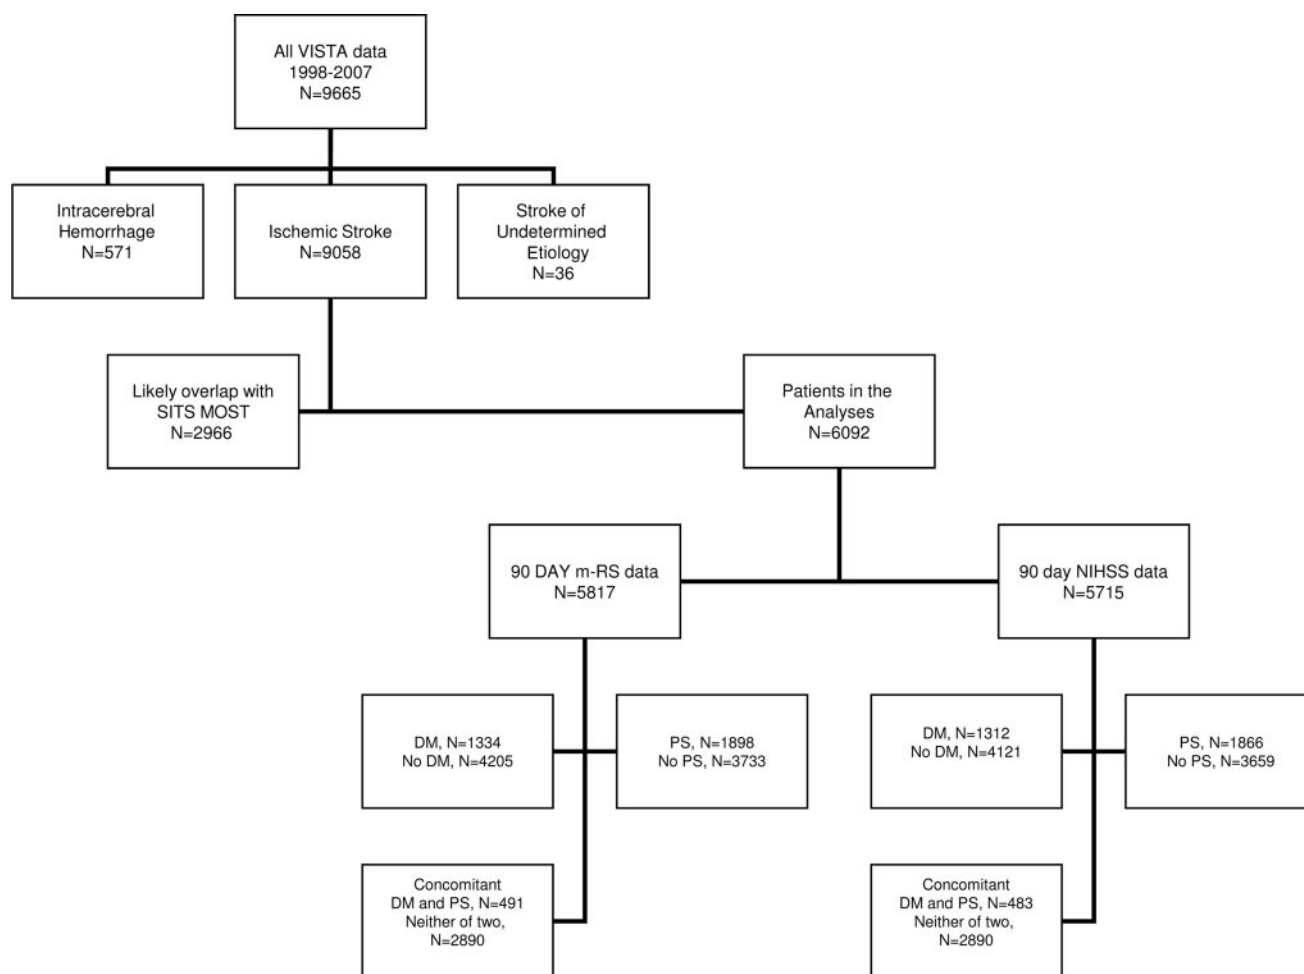 All VISTA data
1998-2007
N=9665
Intracerebral
Hemorrhage
N=571
Ischemic Stroke
N=9058
Stroke of
Undetermined
Etiology
N=36
Likely overlap with
SITS MOST
N=2966
Patients in the
Analyses
N=6092
90 DAY m-RS data
N=5817
90 day NIHSS data
N=5715
DM, N=1334
No DM, N=4205
PS, N=1898
No PS, N=3733
DM, N=1312
No DM, N=4121
PS, N=1866
No PS, N=3659
Concomitant
DM and PS, N=491
Neither of two,
N=2890
Concomitant
DM and PS, N=483
Neither of two,
N=2890